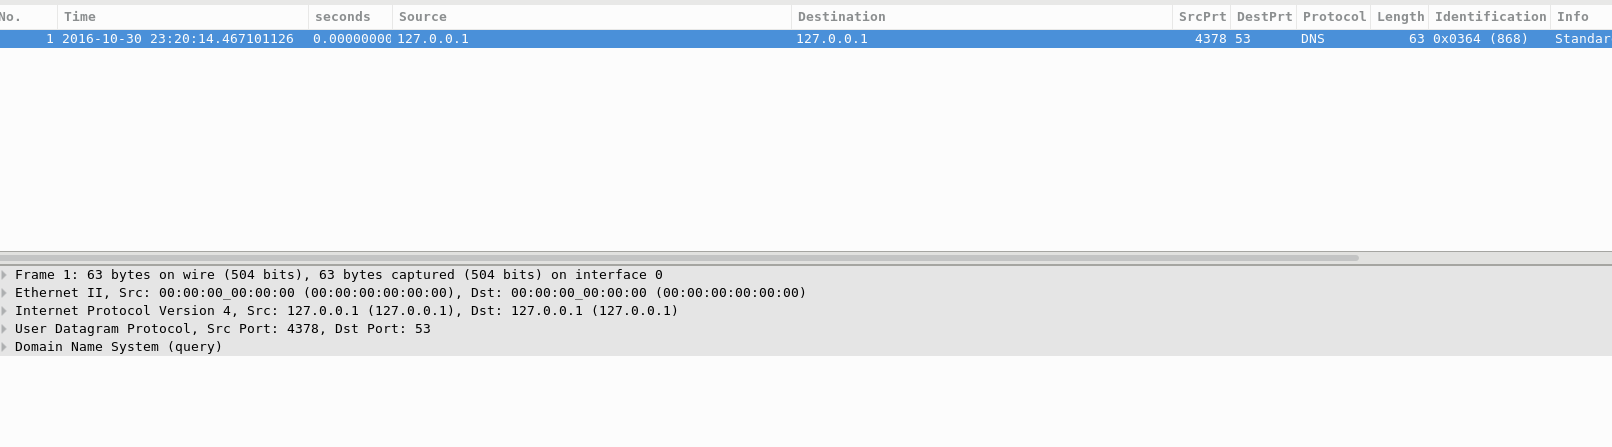 No. Time seconds Source Destination SrcPrt DestPrt Protocol Length Identification Info
1 2016-10-30 23:20:14.467101126 0.00000000 127.0.0.1 127.0.0.1 4378 53 DNS 63 0x0364 (868) Standar
Frame 1: 63 bytes on wire (504 bits), 63 bytes captured (504 bits) on interface 0
Ethernet II, Src: 00:00:00_00:00:00 (00:00:00:00:00:00), Dst: 00:00:00_00:00:00 (00:00:00:00:00:00)
Internet Protocol Version 4, Src: 127.0.0.1 (127.0.0.1), Dst: 127.0.0.1 (127.0.0.1)
User Datagram Protocol, Src Port: 4378, Dst Port: 53
Domain Name System (query)